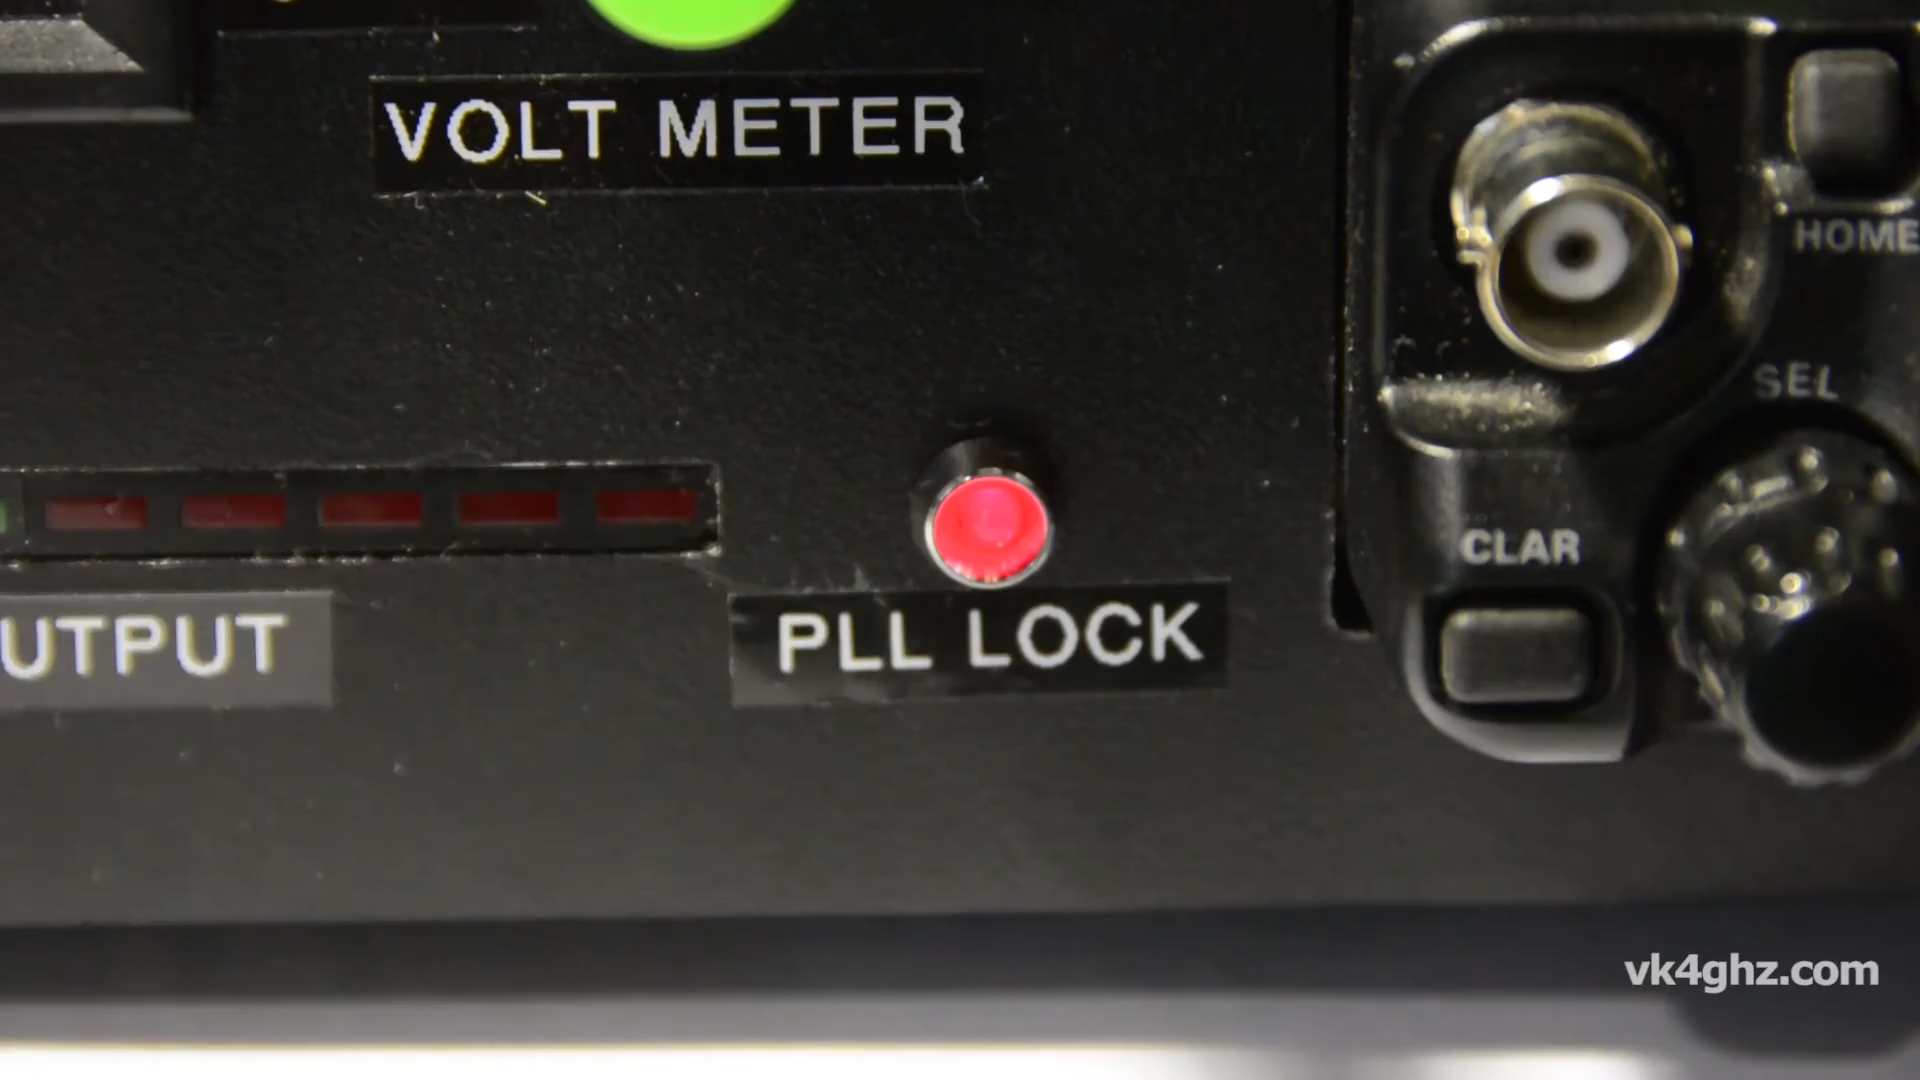 VOLT METER
HOME
SEL
CLAR
UTPUT
PLL LOCK
vk4ghz.com